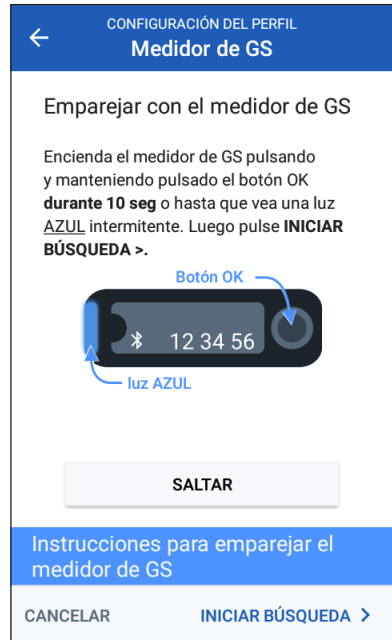 CONFIGURACIÓN DEL PERFIL
Medidor de GS
Emparejar con el medidor de GS
Encienda el medidor de GS pulsando
y manteniendo pulsado el botón OK
durante 10 seg o hasta que vea una luz
AZUL intermitente. Luego pulse INICIAR
BÚSQUEDA >.
Botón OK
12 34 56
luz AZUL
SALTAR
Instrucciones para emparejar el
medidor de GS
CANCELAR INICIAR BÚSQUEDA >